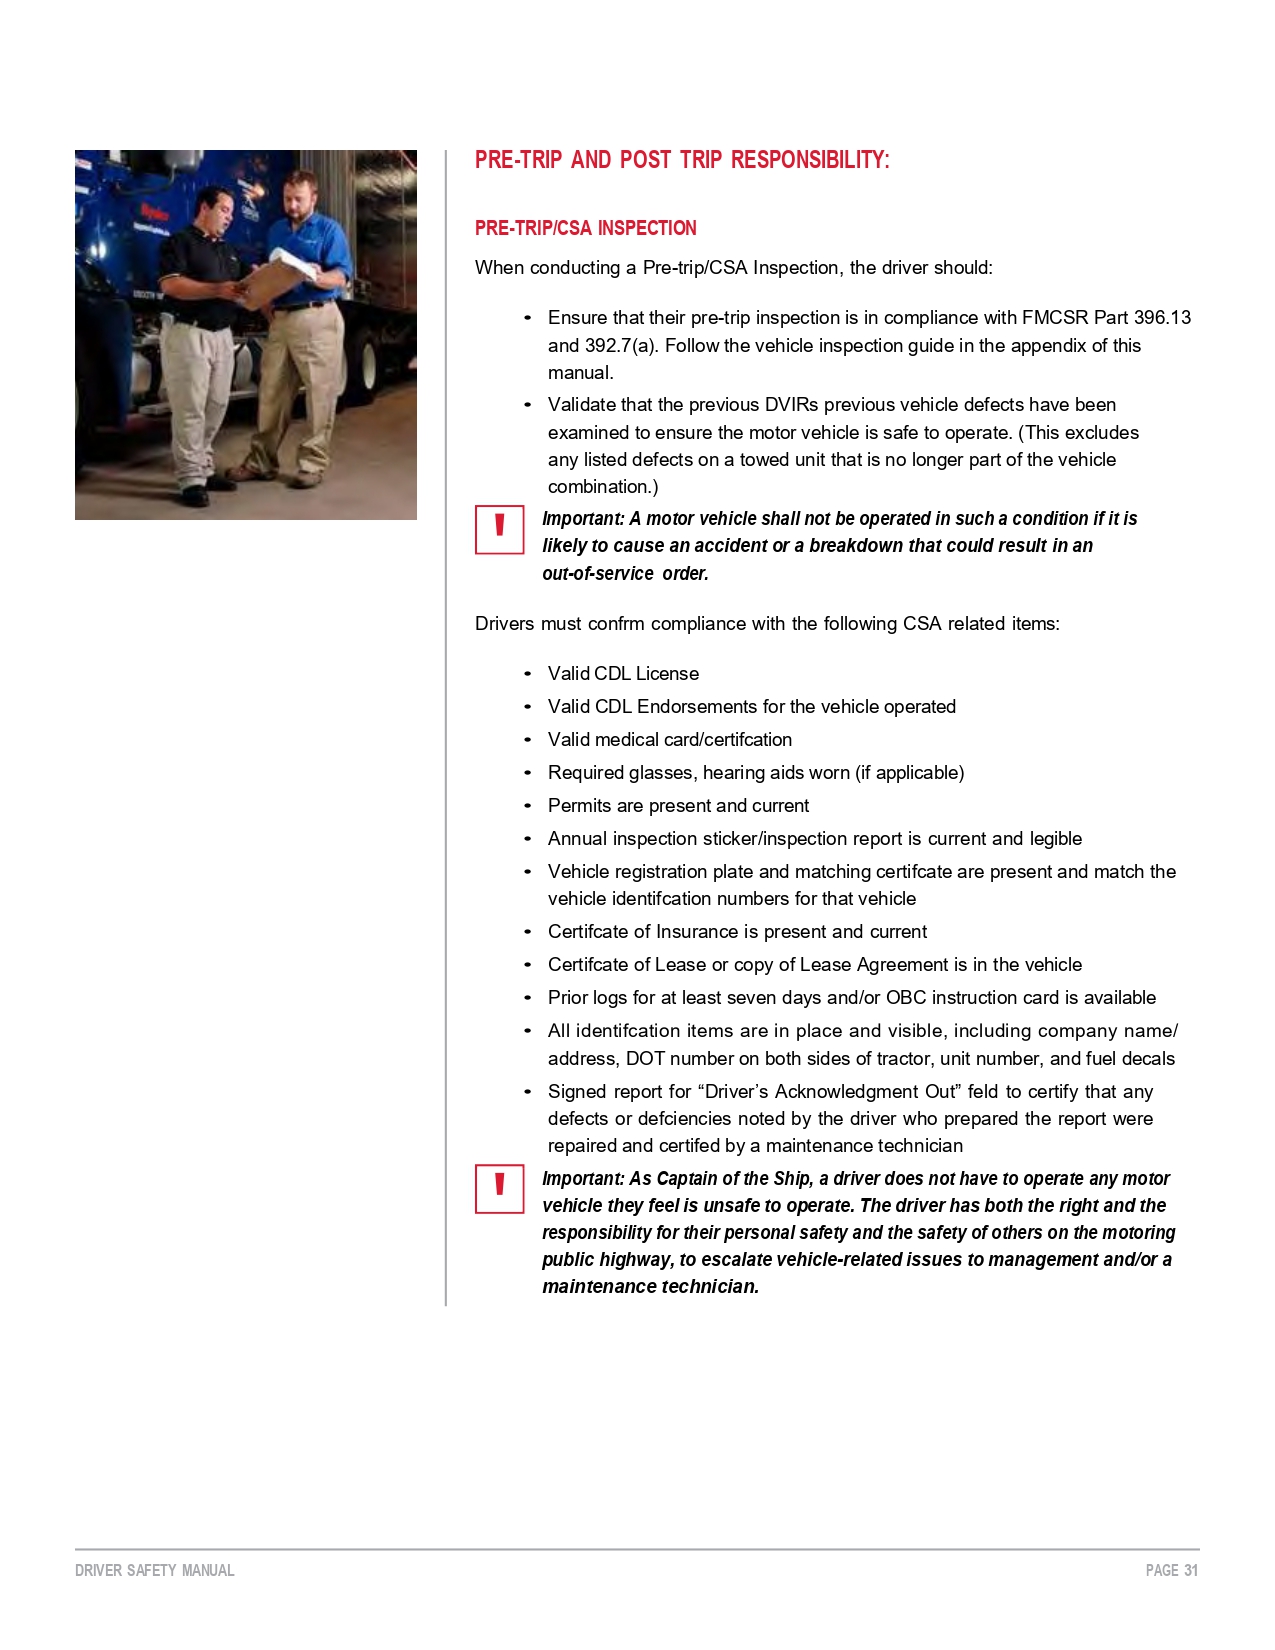 PRE-TRIP AND POST TRIP RESPONSIBILITY:
PRE-TRIP/CSA INSPECTION
When conducting a Pre-trip/CSA Inspection, the driver should:
• Ensure that their pre-trip inspection is in compliance with FMCSR Part 396.13
and 392.7(a). Follow the vehicle inspection guide in the appendix of this
manual.
• Validate that the previous DVIRs previous vehicle defects have been
examined to ensure the motor vehicle is safe to operate. (This excludes
any listed defects on a towed unit that is no longer part of the vehicle
combination.)
Important: A motor vehicle shall not be operated in such a condition if it is
likely to cause an accident or a breakdown that could result in an
out-of-service order.
Drivers must confrm compliance with the following CSA related items:
• Valid CDL License
• Valid CDL Endorsements for the vehicle operated
• Valid medical card/certifcation
• Required glasses, hearing aids worn (if applicable)
• Permits are present and current
• Annual inspection sticker/inspection report is current and legible
• Vehicle registration plate and matching certifcate are present and match the
vehicle identifcation numbers for that vehicle
• Certifcate of Insurance is present and current
• Certifcate of Lease or copy of Lease Agreement is in the vehicle
• Prior logs for at least seven days and/or OBC instruction card is available
• All identifcation items are in place and visible, including company name/
address, DOT number on both sides of tractor, unit number, and fuel decals
• Signed report for “Driver’s Acknowledgment Out” feld to certify that any
defects or defciencies noted by the driver who prepared the report were
repaired and certifed by a maintenance technician
Important: As Captain of the Ship, a driver does not have to operate any motor
vehicle they feel is unsafe to operate. The driver has both the right and the
responsibility for their personal safety and the safety of others on the motoring
public highway, to escalate vehicle-related issues to management and/or a
maintenance technician.
DRIVER SAFETY MANUAL
PAGE 31